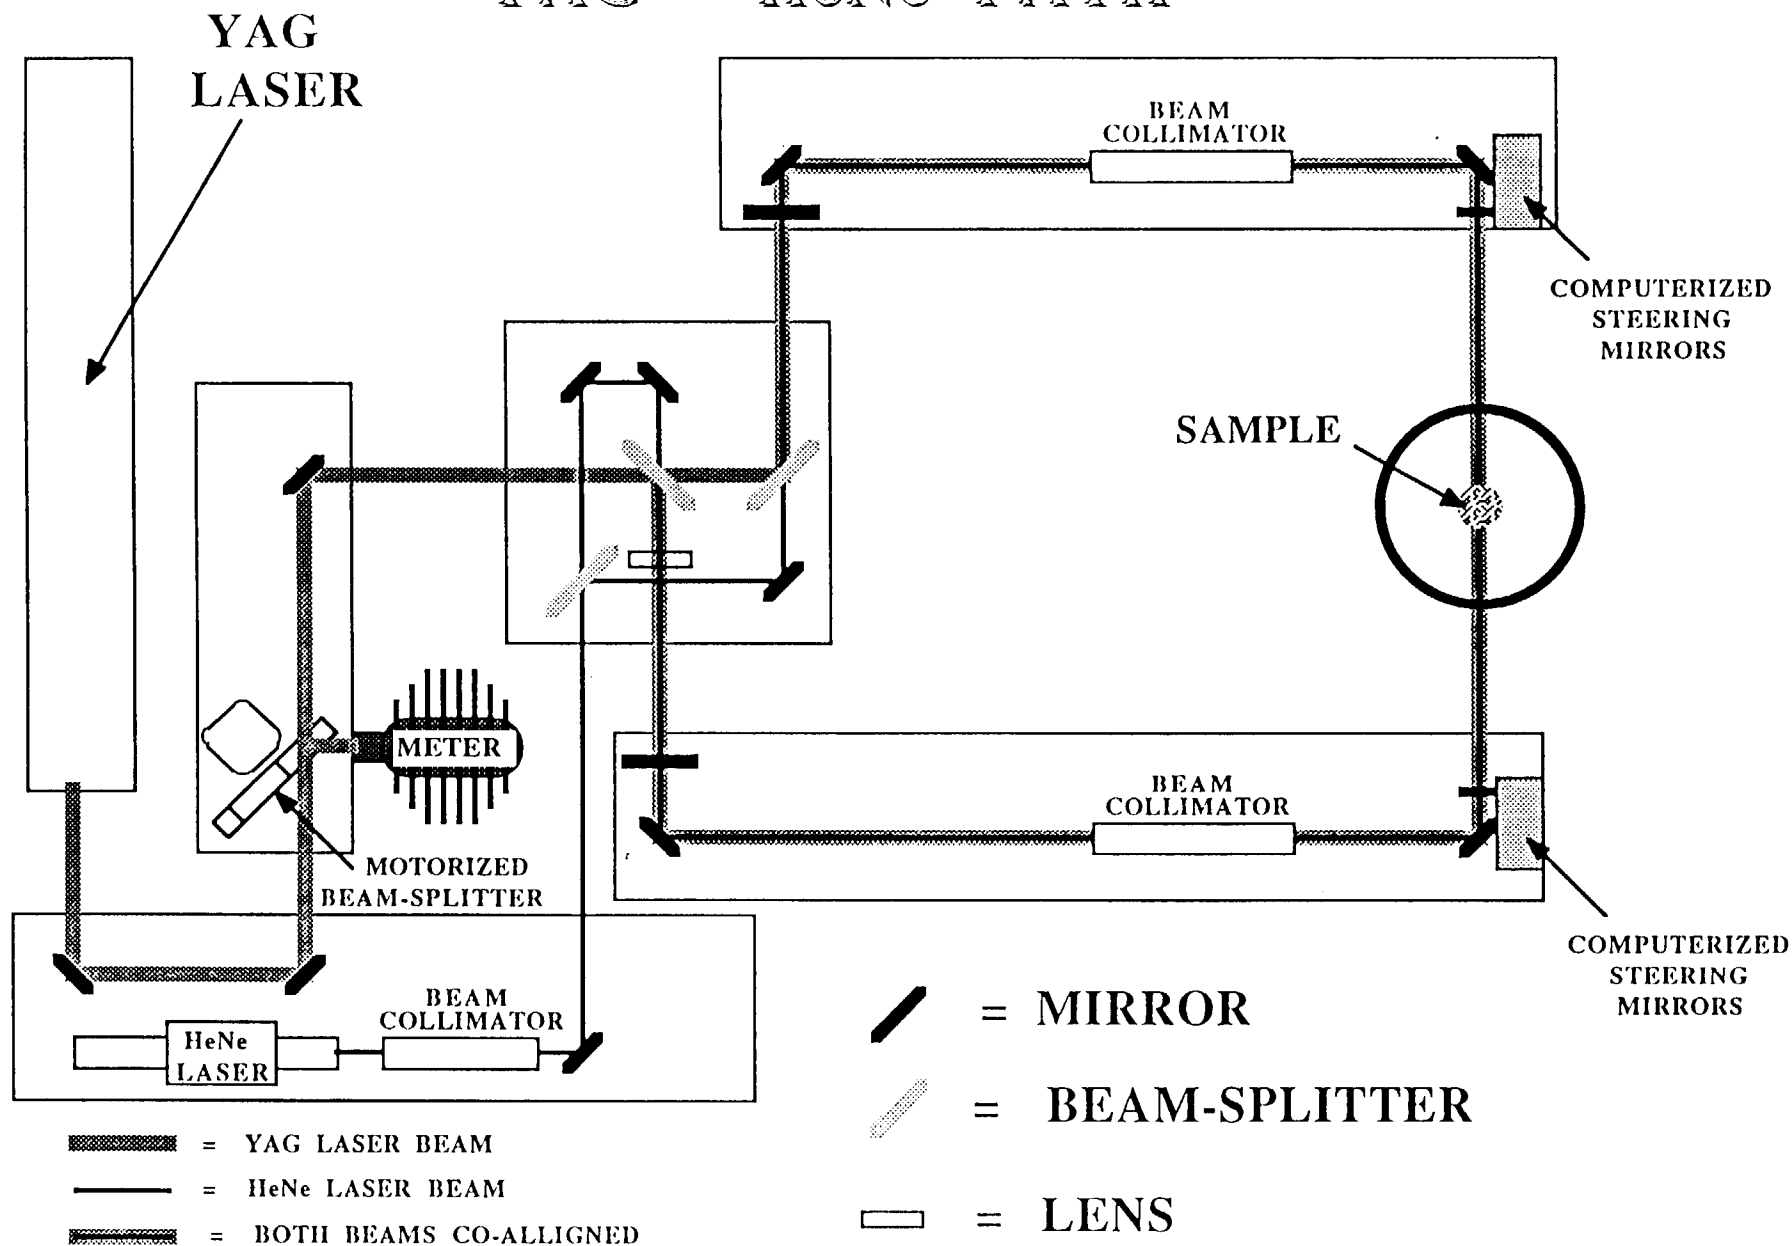 YAG
LASER
BEAM
COLLIMATOR
COMPUTERIZED
STEERING
MIRRORS
SAMPLE
METER
MOTORIZED
BEAM-SPLITTER
BEAM
COLLIMATOR
COMPUTERIZED
STEERING
MIRRORS
BEAM
COLLIMATOR
HeNe
LASER
= MIRROR
= BEAM-SPLITTER
= LENS
= YAG LASER BEAM
= HeNe LASER BEAM
= BOTH BEAMS CO-ALLIGNED